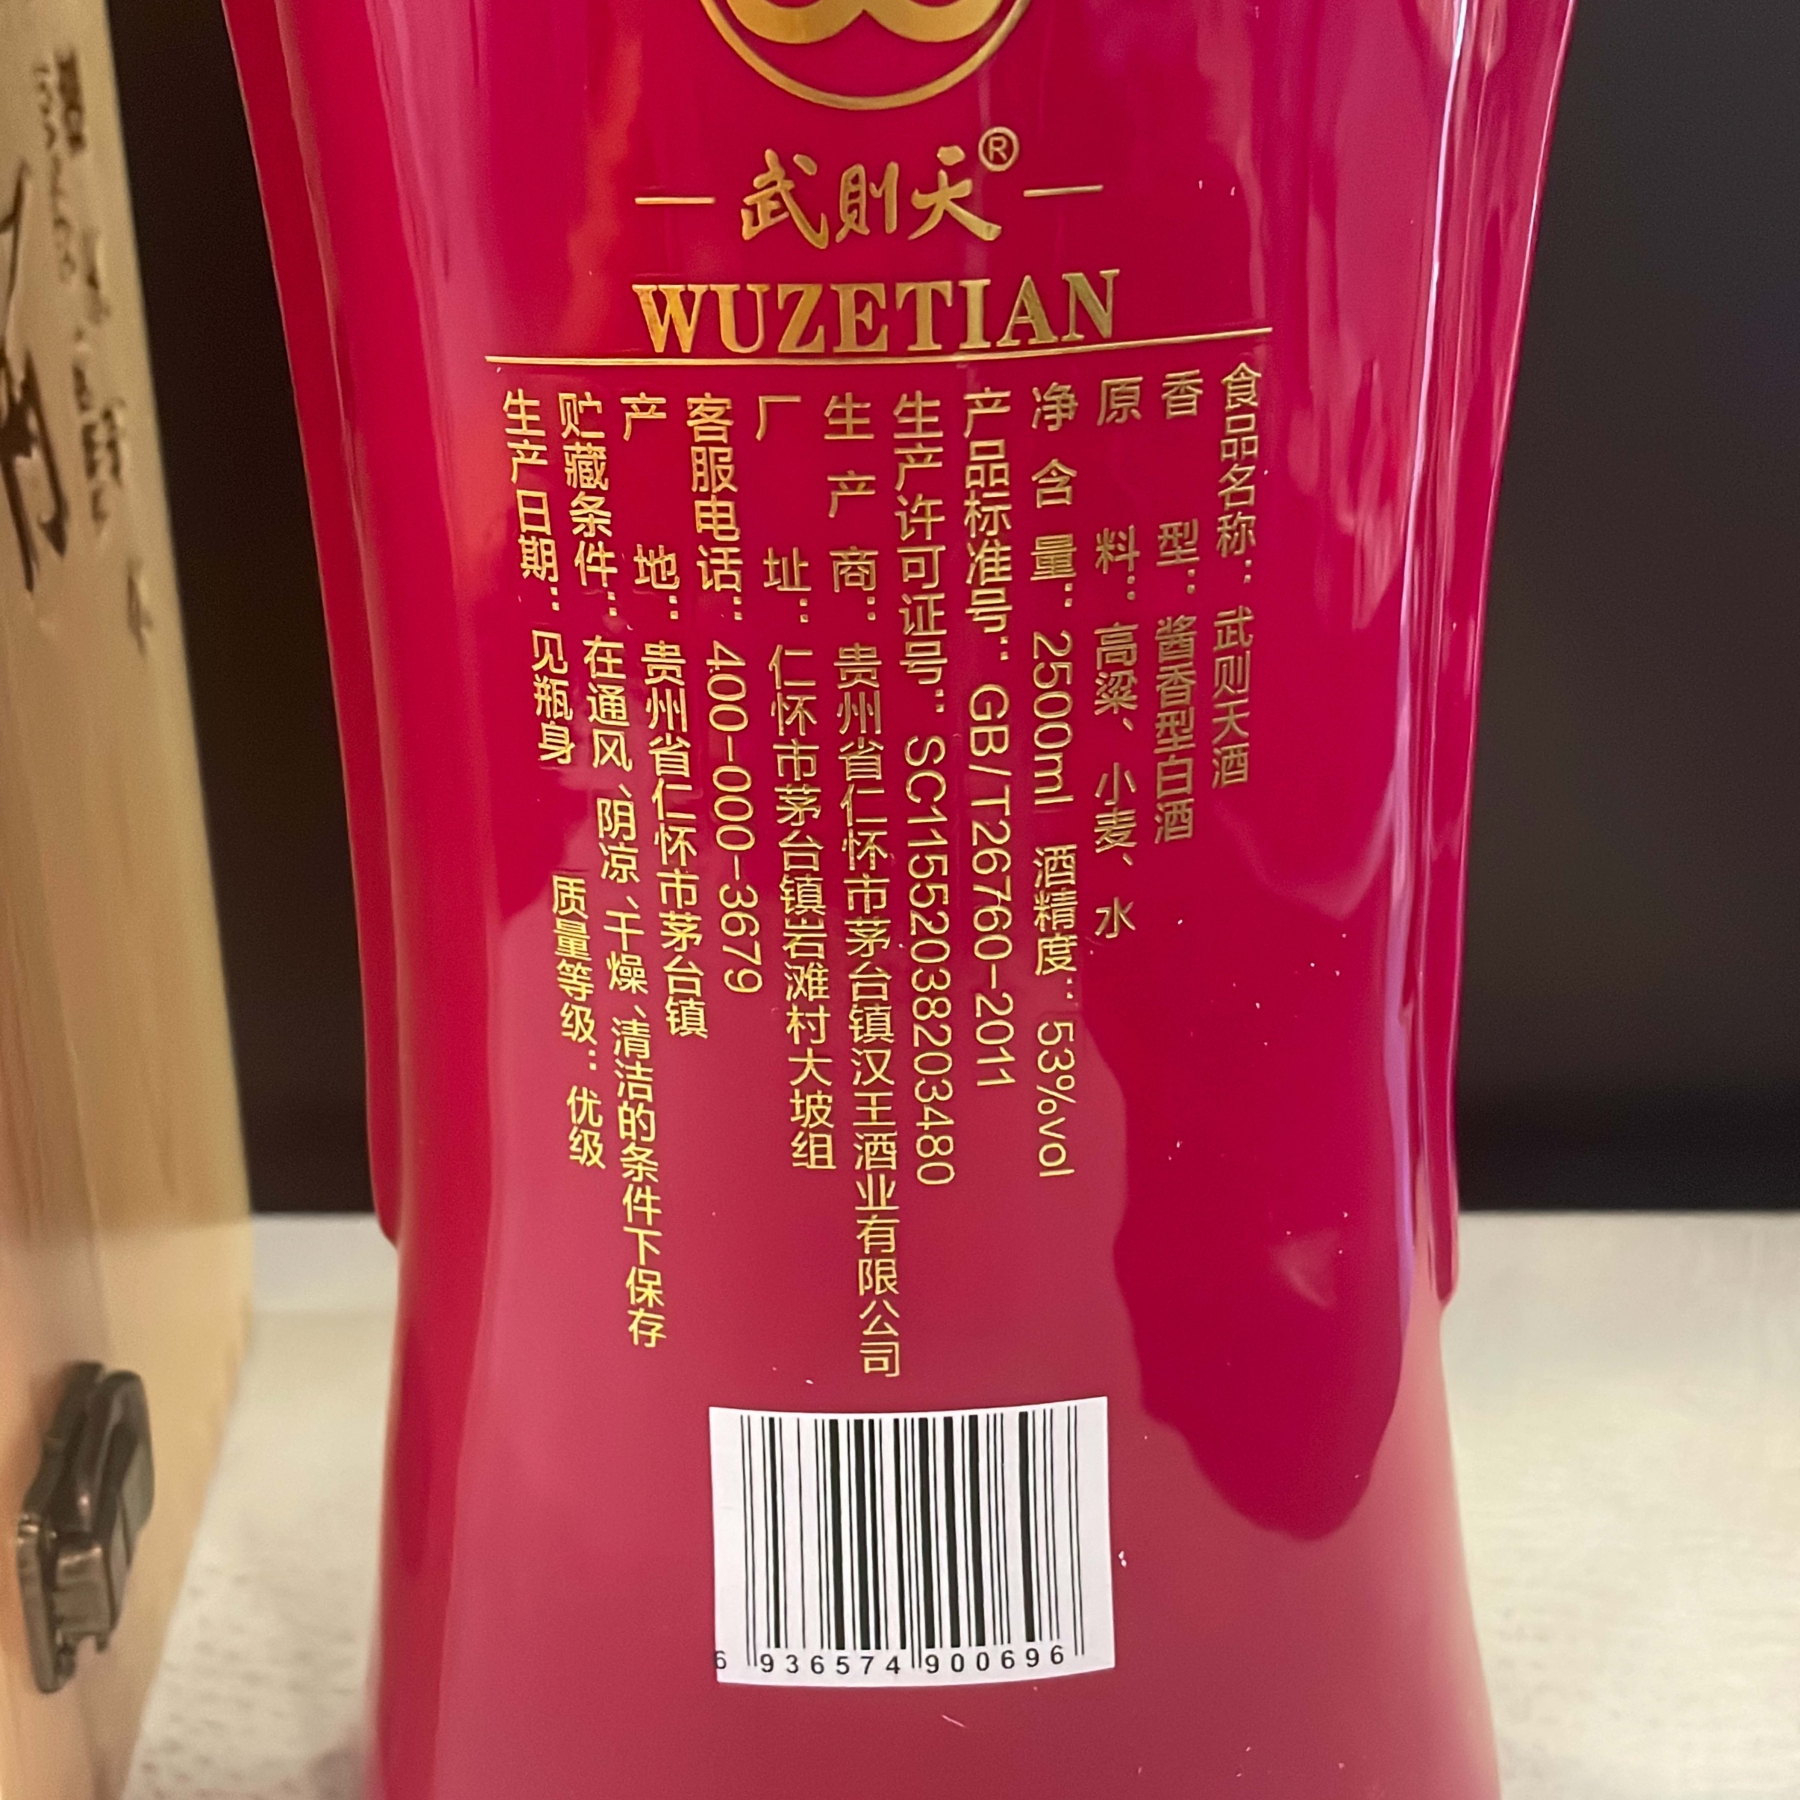 武则天®
WUZETIAN
食品名称：武则天酒
香型：酱香型白酒
原料：高粱、小麦、水
净含量：2500ml 酒精度：53%vol
产品标准号：GB/T26760-2011
生产许可证号：SC11552038203480
生产商：贵州省仁怀市茅台镇汉王酒业有限公司
厂址：仁怀市茅台镇岩滩村大坡组
客服电话：400-000-3679
产地：贵州省仁怀市茅台镇
贮藏条件：在通风、阴凉、干燥、清洁的条件下保存
生产日期：见瓶身 质量等级：优级
6 936574 900696